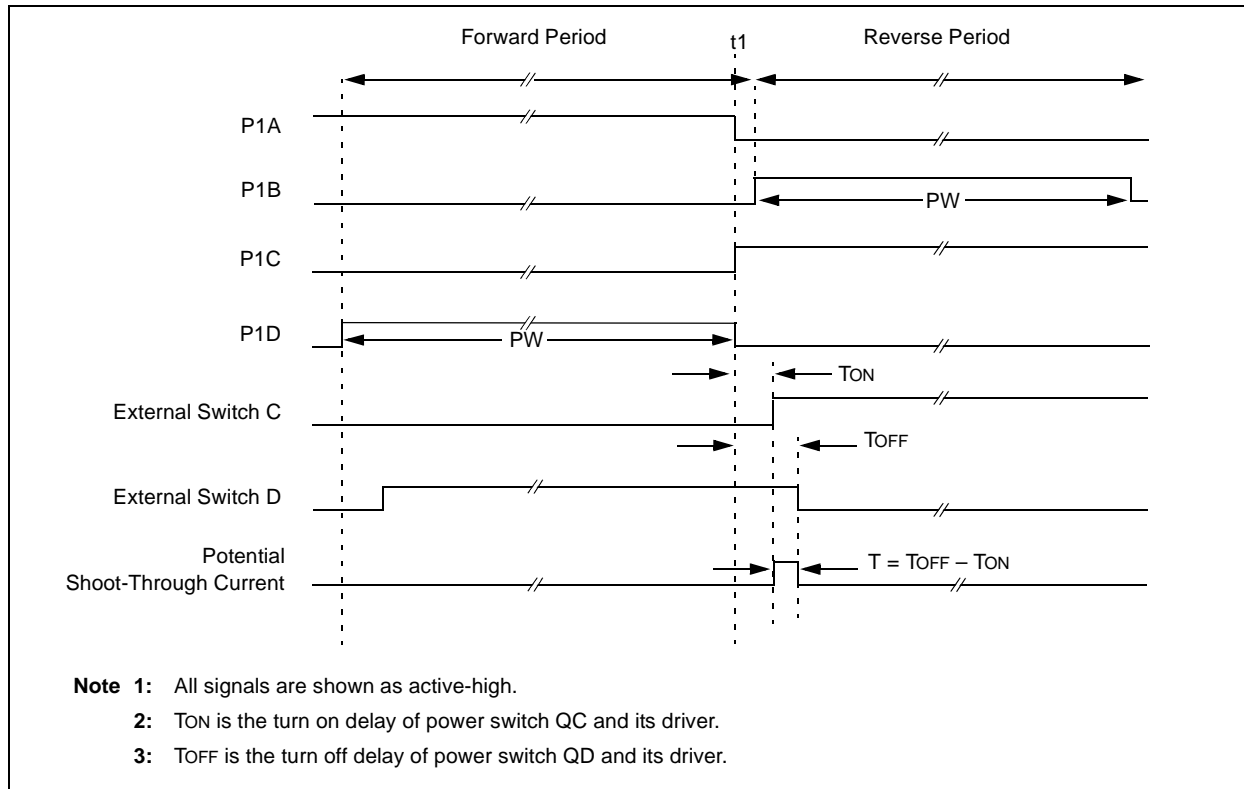 Forward Period
t1
Reverse Period
P1A
P1B
PW
P1C
P1D
PW
TON
External Switch C
TOFF
External Switch D
Potential
Shoot-Through Current
T = TOFF – TON
Note 1: All signals are shown as active-high.
2: TON is the turn on delay of power switch QC and its driver.
3: TOFF is the turn off delay of power switch QD and its driver.